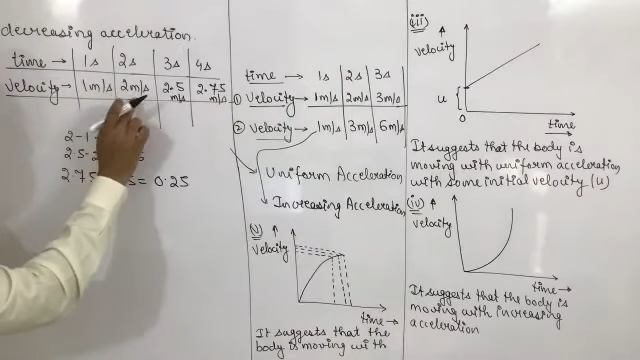 decreasing acceleration.
time → 1s 2s 3s 4s
velocity → 1m/s 2m/s 2.5 m/s 2.75 m/s
2-1
2.5-
2.75 = 0.25
time → 1s 2s 3s
① Velocity → 1m/s 2m/s 3m/s
② Velocity → 1m/s 3m/s 6m/s
Uniform Acceleration
Increasing Acceleration
(v)
velocity
time →
It suggests that the
body is moving with
(iii)
velocity
u
0
time →
It suggests that the body is
moving with uniform acceleration
with some initial velocity (u)
(iv)
velocity
time →
It suggests that the body is
moving with increasing
acceleration